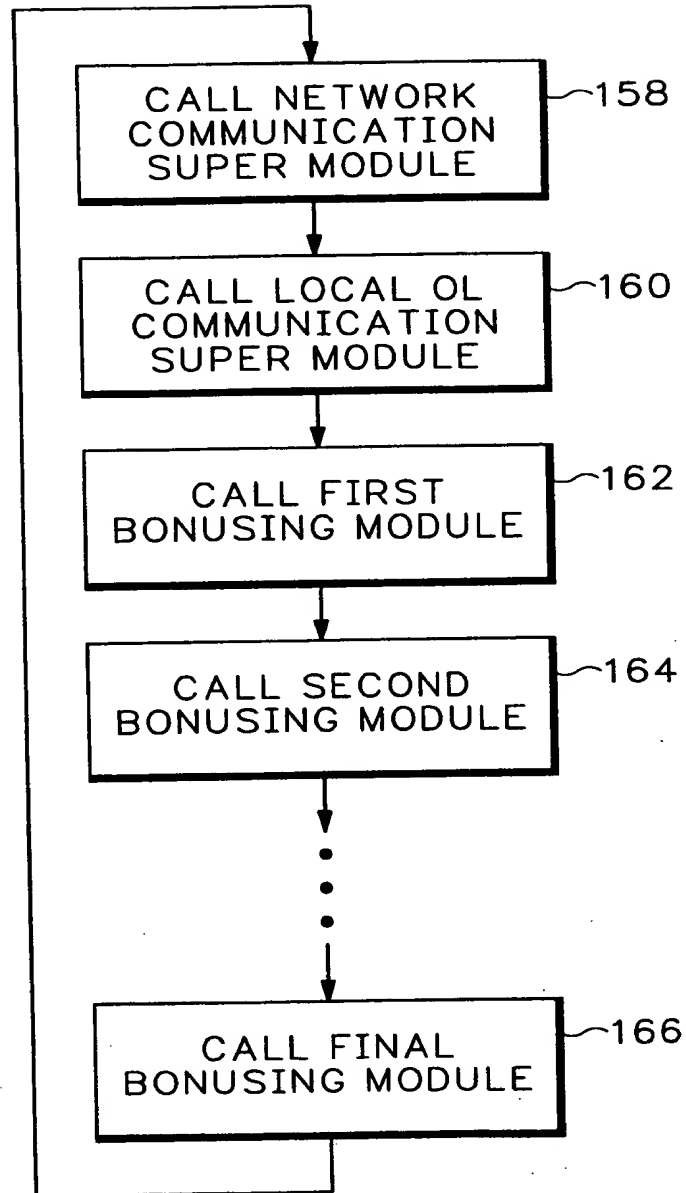 CALL NETWORK
COMMUNICATION
SUPER MODULE
158
CALL LOCAL OL
COMMUNICATION
SUPER MODULE
160
CALL FIRST
BONUSING MODULE
162
CALL SECOND
BONUSING MODULE
164
CALL FINAL
BONUSING MODULE
166